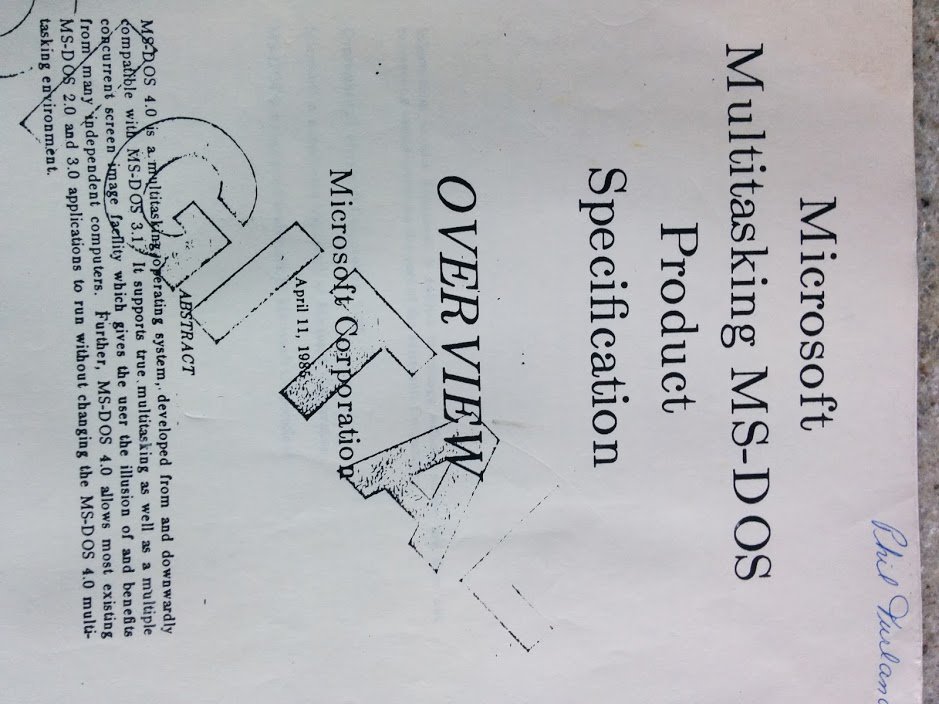 Phil
Microsoft
Multitasking MS-DOS
Product
Specification
OVERVIEW
Microsoft Corporation
April 11,
ABSTRACT
MS-DOS 4.0 is a multitasking operating system, developed from and downwardly
compatible with MS-DOS 3.1. It supports true multitasking as well as a multiple
concurrent screen image facility which gives the user the illusion of and benefits
from many independent computers. Further, MS-DOS 4.0 allows most existing
MS-DOS 2.0 and 3.0 applications to run without changing the MS-DOS 4.0 multi-
tasking environment.
GITAL